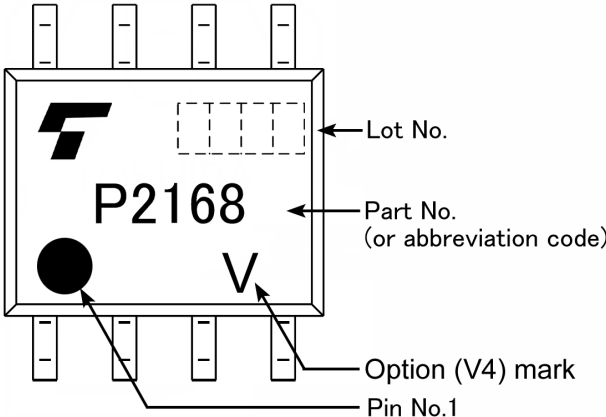 Lot No.
P2168
Part No.
(or abbreviation code)
V
Option (V4) mark
Pin No.1